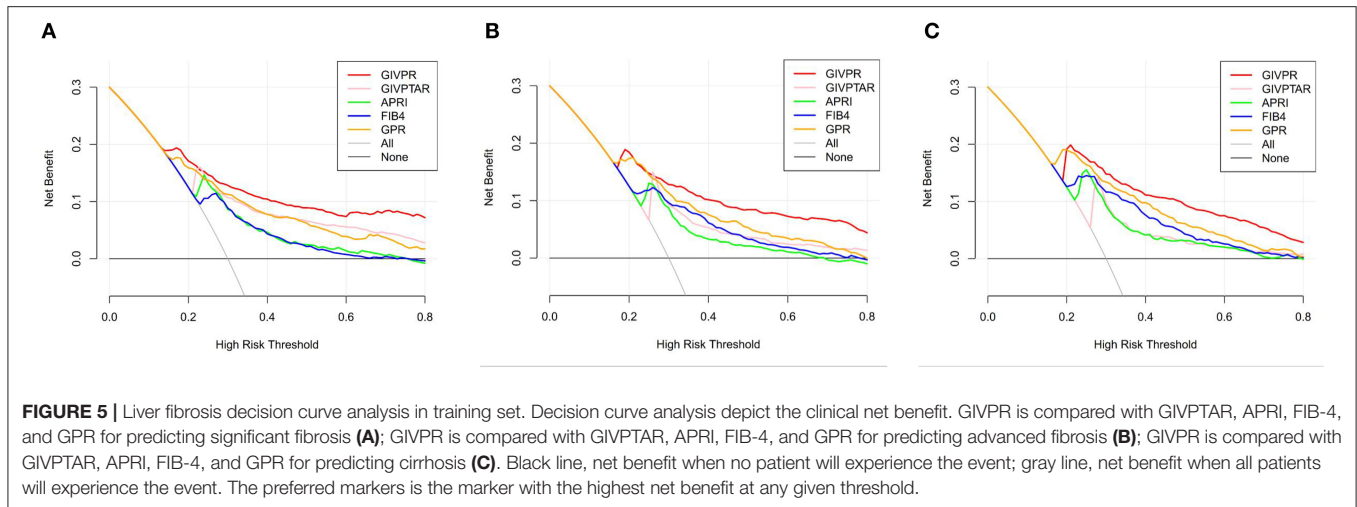 A
GIVPR
GIVPTAR
APRI
FIB4
GPR
All
None
Net Benefit
0.3
0.2
0.1
0.0
0.0 0.2 0.4 0.6 0.8
High Risk Threshold
B
GIVPR
GIVPTAR
APRI
FIB4
GPR
All
None
Net Benefit
0.3
0.2
0.1
0.0
0.0 0.2 0.4 0.6 0.8
High Risk Threshold
C
GIVPR
GIVPTAR
APRI
FIB4
GPR
All
None
Net Benefit
0.3
0.2
0.1
0.0
0.0 0.2 0.4 0.6 0.8
High Risk Threshold
FIGURE 5 | Liver fibrosis decision curve analysis in training set. Decision curve analysis depict the clinical net benefit. GIVPR is compared with GIVPTAR, APRI, FIB-4,
and GPR for predicting significant fibrosis (A); GIVPR is compared with GIVPTAR, APRI, FIB-4, and GPR for predicting advanced fibrosis (B); GIVPR is compared with
GIVPTAR, APRI, FIB-4, and GPR for predicting cirrhosis (C). Black line, net benefit when no patient will experience the event; gray line, net benefit when all patients
will experience the event. The preferred markers is the marker with the highest net benefit at any given threshold.